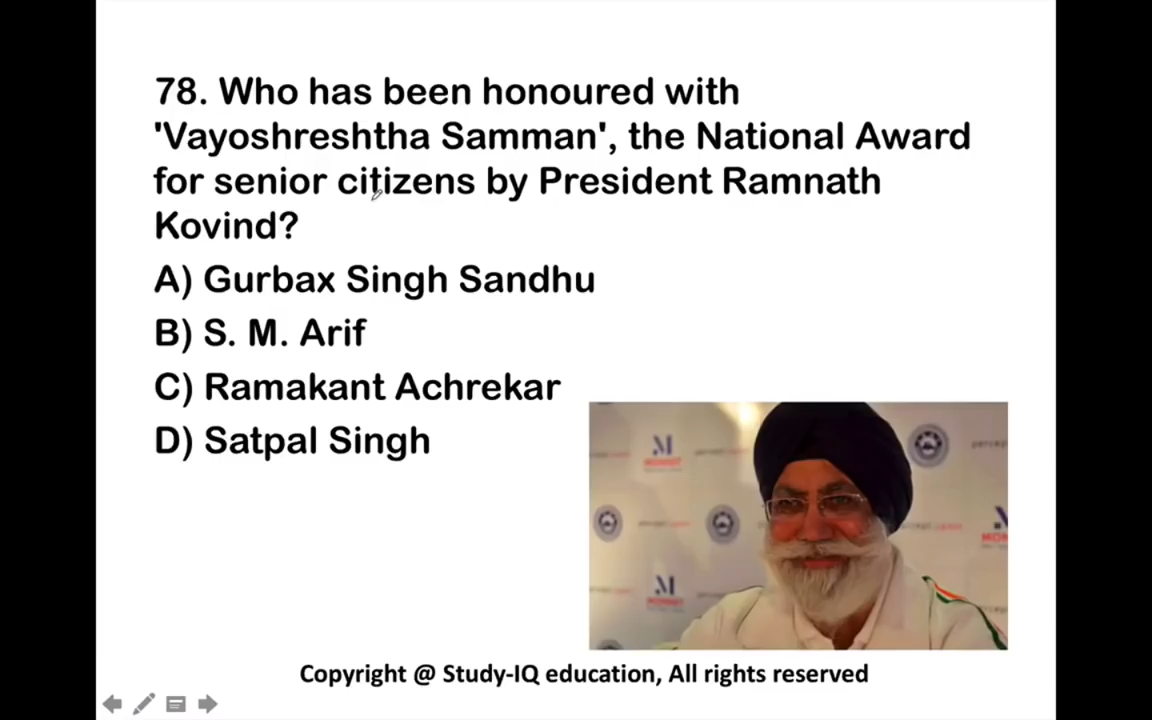 78. Who has been honoured with
'Vayoshreshtha Samman', the National Award
for senior citizens by President Ramnath
Kovind?
A) Gurbax Singh Sandhu
B) S. M. Arif
C) Ramakant Achrekar
D) Satpal Singh
Copyright @ Study-IQ education, All rights reserved